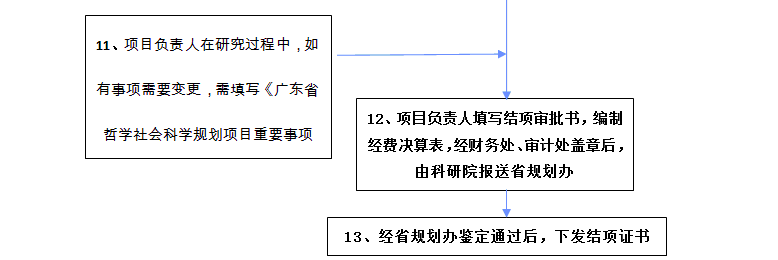 11、项目负责人在研究过程中，如
有事项需要变更，需填写《广东省
哲学社会科学规划项目重要事项
12、项目负责人填写结项审批书，编制
经费决算表，经财务处、审计处盖章后，
由科研院报送省规划办
13、经省规划办鉴定通过后，下发结项证书